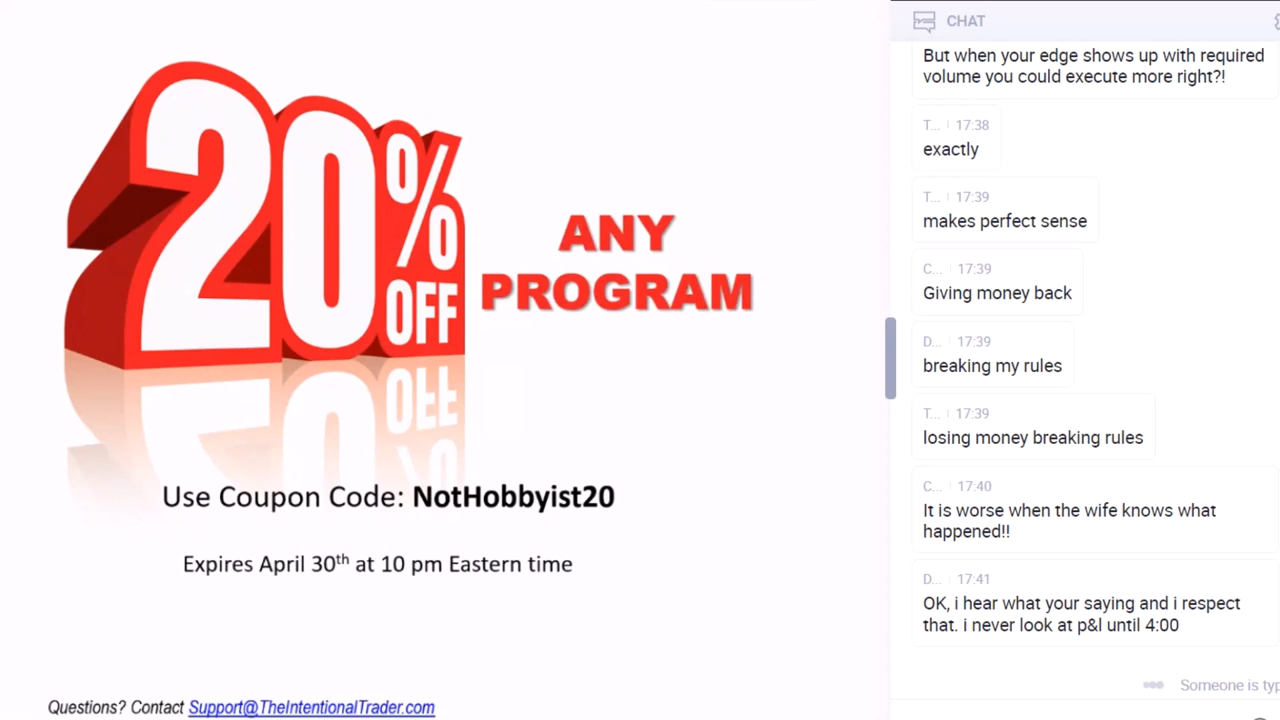 20%
OFF
ANY
PROGRAM
Use Coupon Code: NotHobbyist20
Expires April 30th at 10 pm Eastern time
Questions? Contact Support@TheIntentionalTrader.com
CHAT
But when your edge shows up with required
volume you could execute more right?!
T... 17:38
exactly
T... 17:39
makes perfect sense
C... 17:39
Giving money back
D... 17:39
breaking my rules
T... 17:39
losing money breaking rules
C... 17:40
It is worse when the wife knows what
happened!!
D... 17:41
OK, i hear what your saying and i respect
that. i never look at p&l until 4:00
Someone is typ